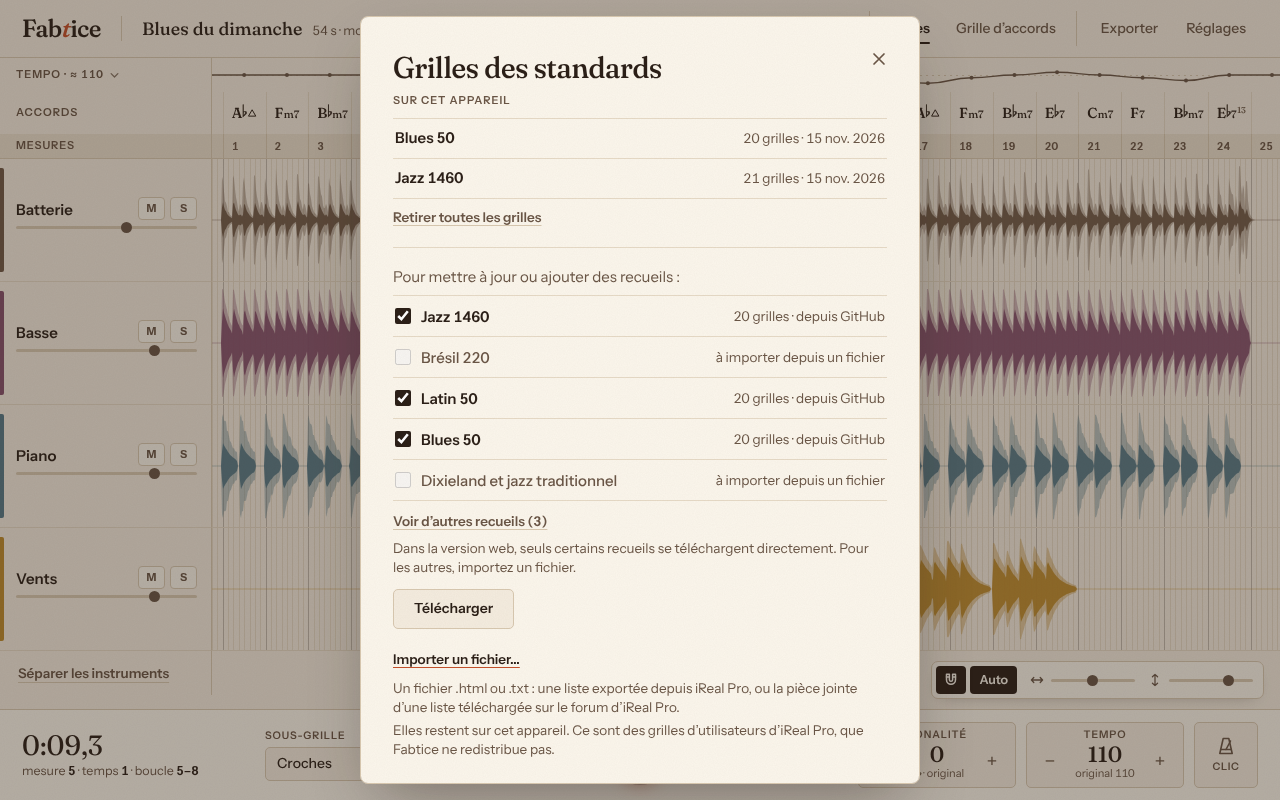 Fabtice
Blues du dimanche
54 s · mo
es
Grille d’accords
Exporter
Réglages
Grilles des standards
SUR CET APPAREIL
Blues 50
20 grilles · 15 nov. 2026
Jazz 1460
21 grilles · 15 nov. 2026
Retirer toutes les grilles
Pour mettre à jour ou ajouter des recueils :
Jazz 1460
20 grilles · depuis GitHub
Brésil 220
à importer depuis un fichier
Latin 50
20 grilles · depuis GitHub
Blues 50
20 grilles · depuis GitHub
Dixieland et jazz traditionnel
à importer depuis un fichier
Voir d’autres recueils (3)
Dans la version web, seuls certains recueils se téléchargent directement. Pour
les autres, importez un fichier.
Télécharger
Importer un fichier…
Un fichier .html ou .txt : une liste exportée depuis iReal Pro, ou la pièce jointe
d’une liste téléchargée sur le forum d’iReal Pro.
Elles restent sur cet appareil. Ce sont des grilles d’utilisateurs d’iReal Pro, que
Fabtice ne redistribue pas.
TEMPO · ≈ 110
ACCORDS
A♭△ Fm7 B♭m7
A♭△ Fm7 B♭m7 E♭7 Cm7 F7 B♭m7 E♭7 13
MESURES
1 2 3
17 18 19 20 21 22 23 24 25
Batterie
M S
Basse
M S
Piano
M S
Vents
M S
Séparer les instruments
Auto
0:09,3
mesure 5 · temps 1 · boucle 5–8
SOUS-GRILLE
Croches
ONALITÉ
0
+
original
TEMPO
− 110 +
original 110
CLIC